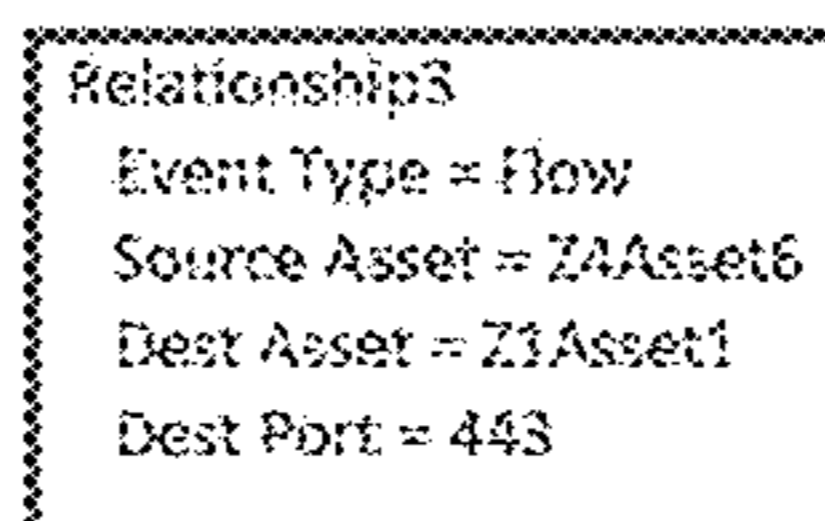 Relationship3
Event Type = Flow
Source Asset = Z4Asset6
Dest Asset = Z1Asset1
Dest Port = 443